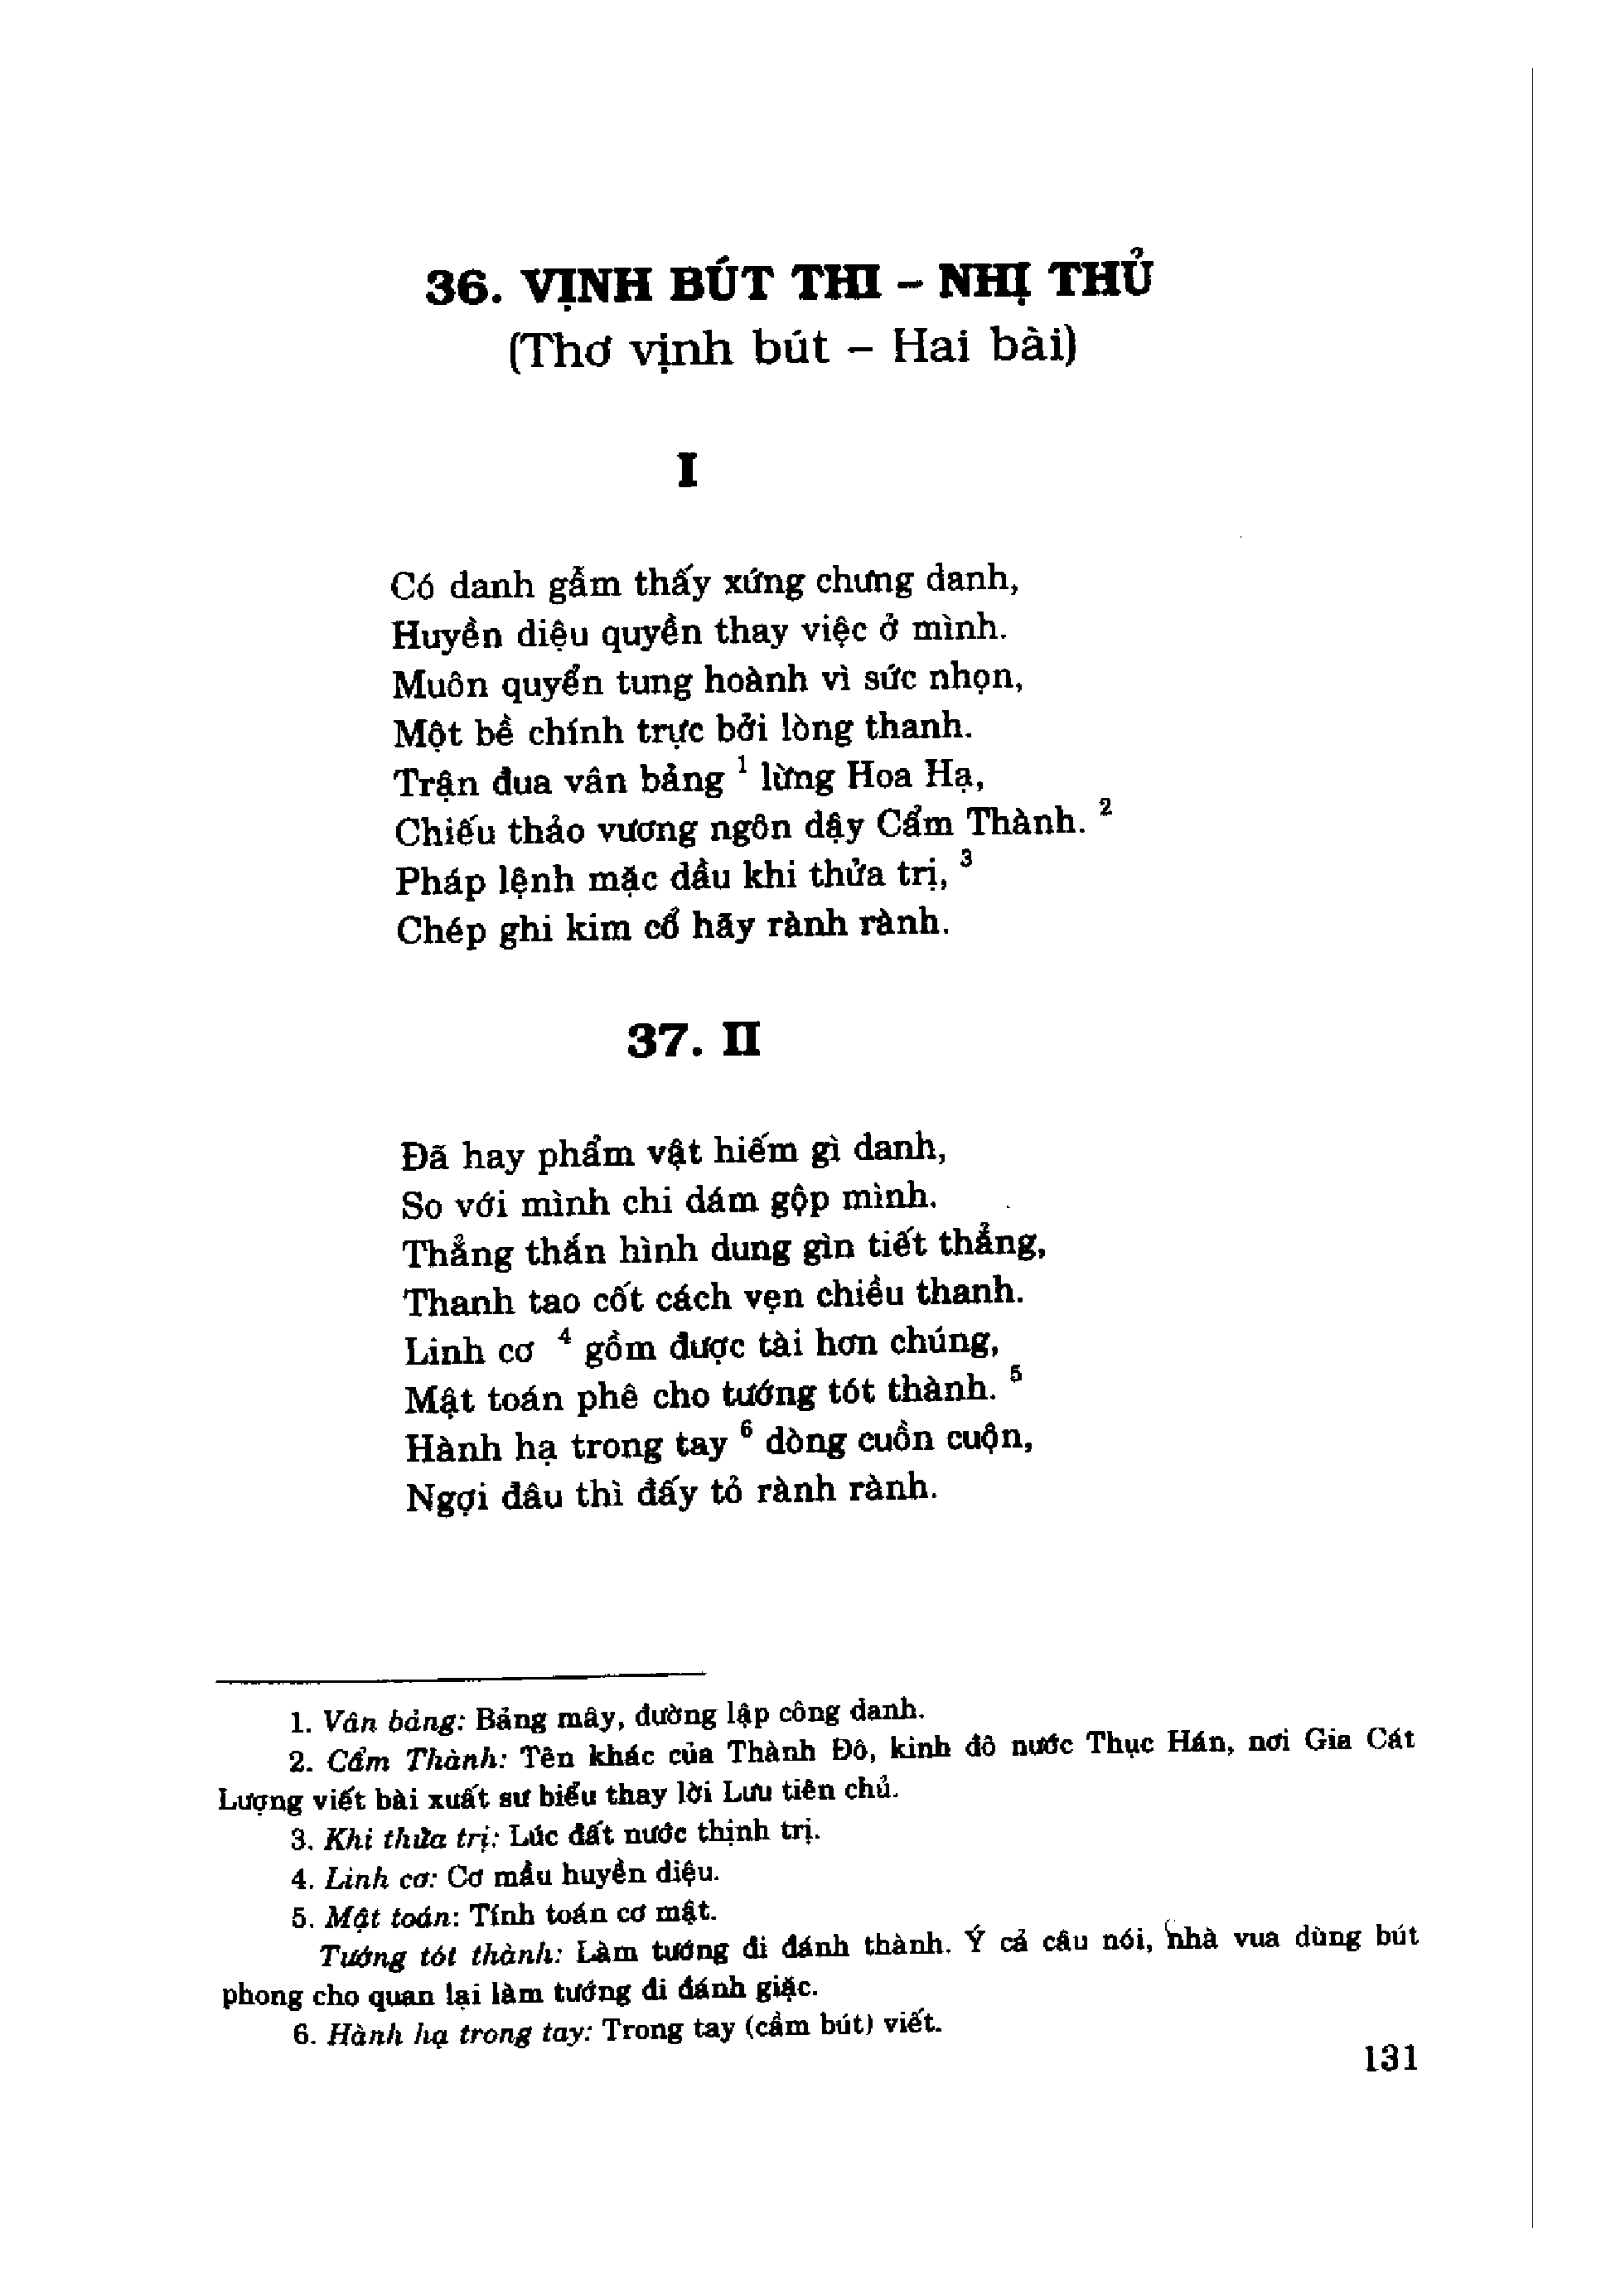 36. VỊNH BÚT THI – NHỊ THỦ
(Thơ vịnh bút – Hai bài)
I
Có danh gẫm thấy xứng chưng danh,
Huyền diệu quyền thay việc ở mình.
Muôn quyển tung hoành vì sức nhọn,
Một bề chính trực bởi lòng thanh.
Trận đua vân bảng 1 lừng Hoa Hạ,
Chiếu thảo vương ngôn dậy Cẩm Thành. 2
Pháp lệnh mặc dầu khi thửa trị, 3
Chép ghi kim cổ hãy rành rành.
37. II
Đã hay phẩm vật hiếm gì danh,
So với mình chi dám gộp mình.
Thẳng thắn hình dung gìn tiết thẳng,
Thanh tao cốt cách vẹn chiều thanh.
Linh cơ 4 gồm được tài hơn chúng,
Mật toán phê cho tướng tót thành. 5
Hành hạ trong tay 6 dòng cuồn cuộn,
Ngợi đâu thì đấy tỏ rành rành.
1. Vân bảng: Bảng mây, đường lập công danh.
2. Cẩm Thành: Tên khác của Thành Đô, kinh đô nước Thục Hán, nơi Gia Cát
Lượng viết bài xuất sư biểu thay lời Lưu tiên chủ.
3. Khi thửa trị: Lúc đất nước thịnh trị.
4. Linh cơ: Cơ mầu huyền diệu.
5. Mật toán: Tính toán cơ mật.
Tướng tót thành: Làm tướng đi đánh thành. Ý cả câu nói, nhà vua dùng bút
phong cho quan lại làm tướng đi đánh giặc.
6. Hành hạ trong tay: Trong tay (cầm bút) viết.
131